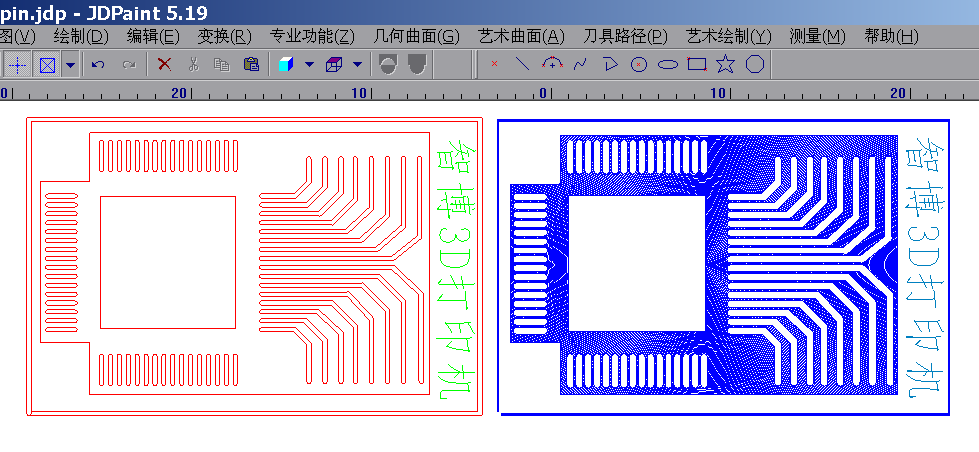 pin.jdp - JDPaint 5.19
图(V) 绘制(D) 编辑(E) 变换(R) 专业功能(Z) 几何曲面(G) 艺术曲面(A) 刀具路径(P) 艺术绘制(Y) 测量(M) 帮助(H)
0 20 10 0 10 20
智博3D打印机
智博3D打印机